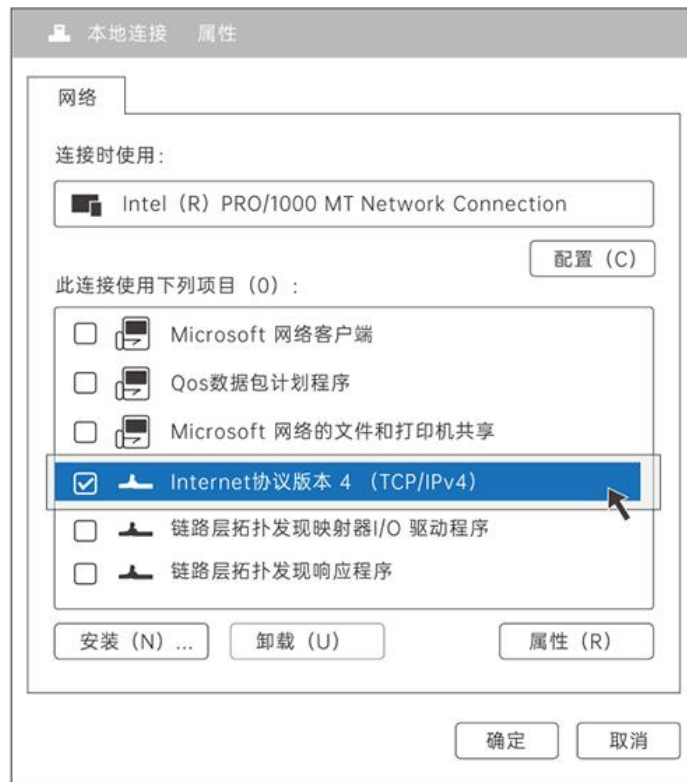 本地连接 属性
网络
连接时使用：
Intel（R）PRO/1000 MT Network Connection
配置（C）
此连接使用下列项目（0）：
Microsoft 网络客户端
Qos数据包计划程序
Microsoft 网络的文件和打印机共享
Internet协议版本 4 （TCP/IPv4）
链路层拓扑发现映射器I/O 驱动程序
链路层拓扑发现响应程序
安装（N）... 卸载（U） 属性（R）
确定 取消